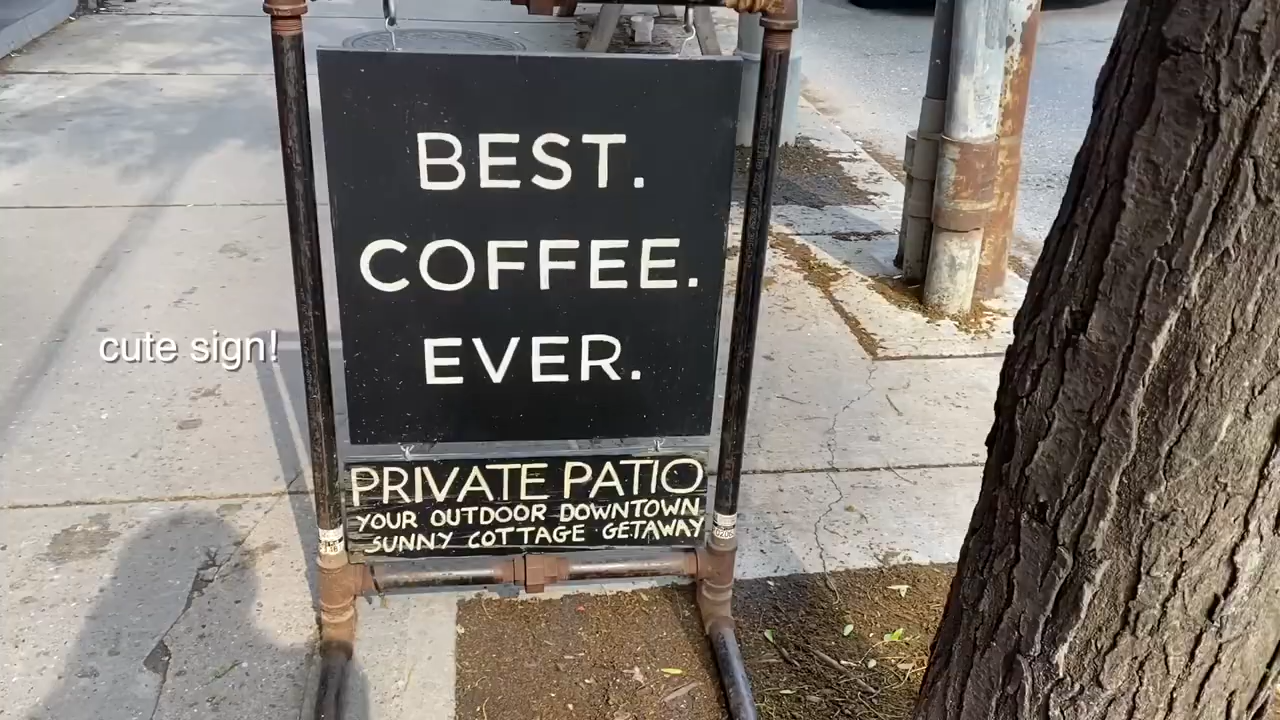 BEST.
COFFEE.
EVER.
cute sign!
PRIVATE PATIO
YOUR OUTDOOR DOWNTOWN
SUNNY COTTAGE GETAWAY